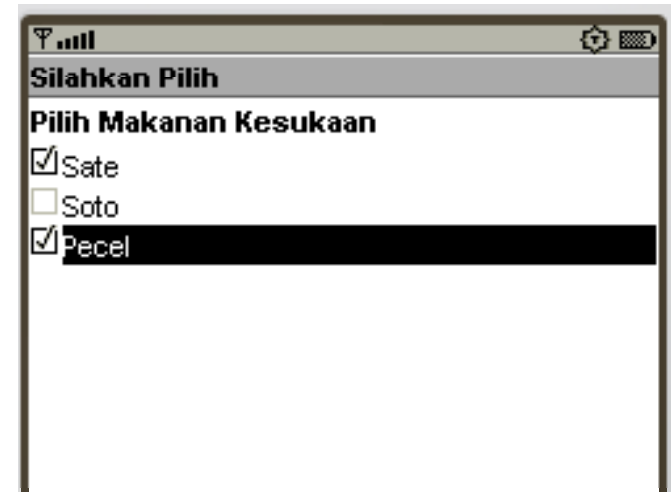 Silahkan Pilih
Pilih Makanan Kesukaan
Sate
Soto
Pecel